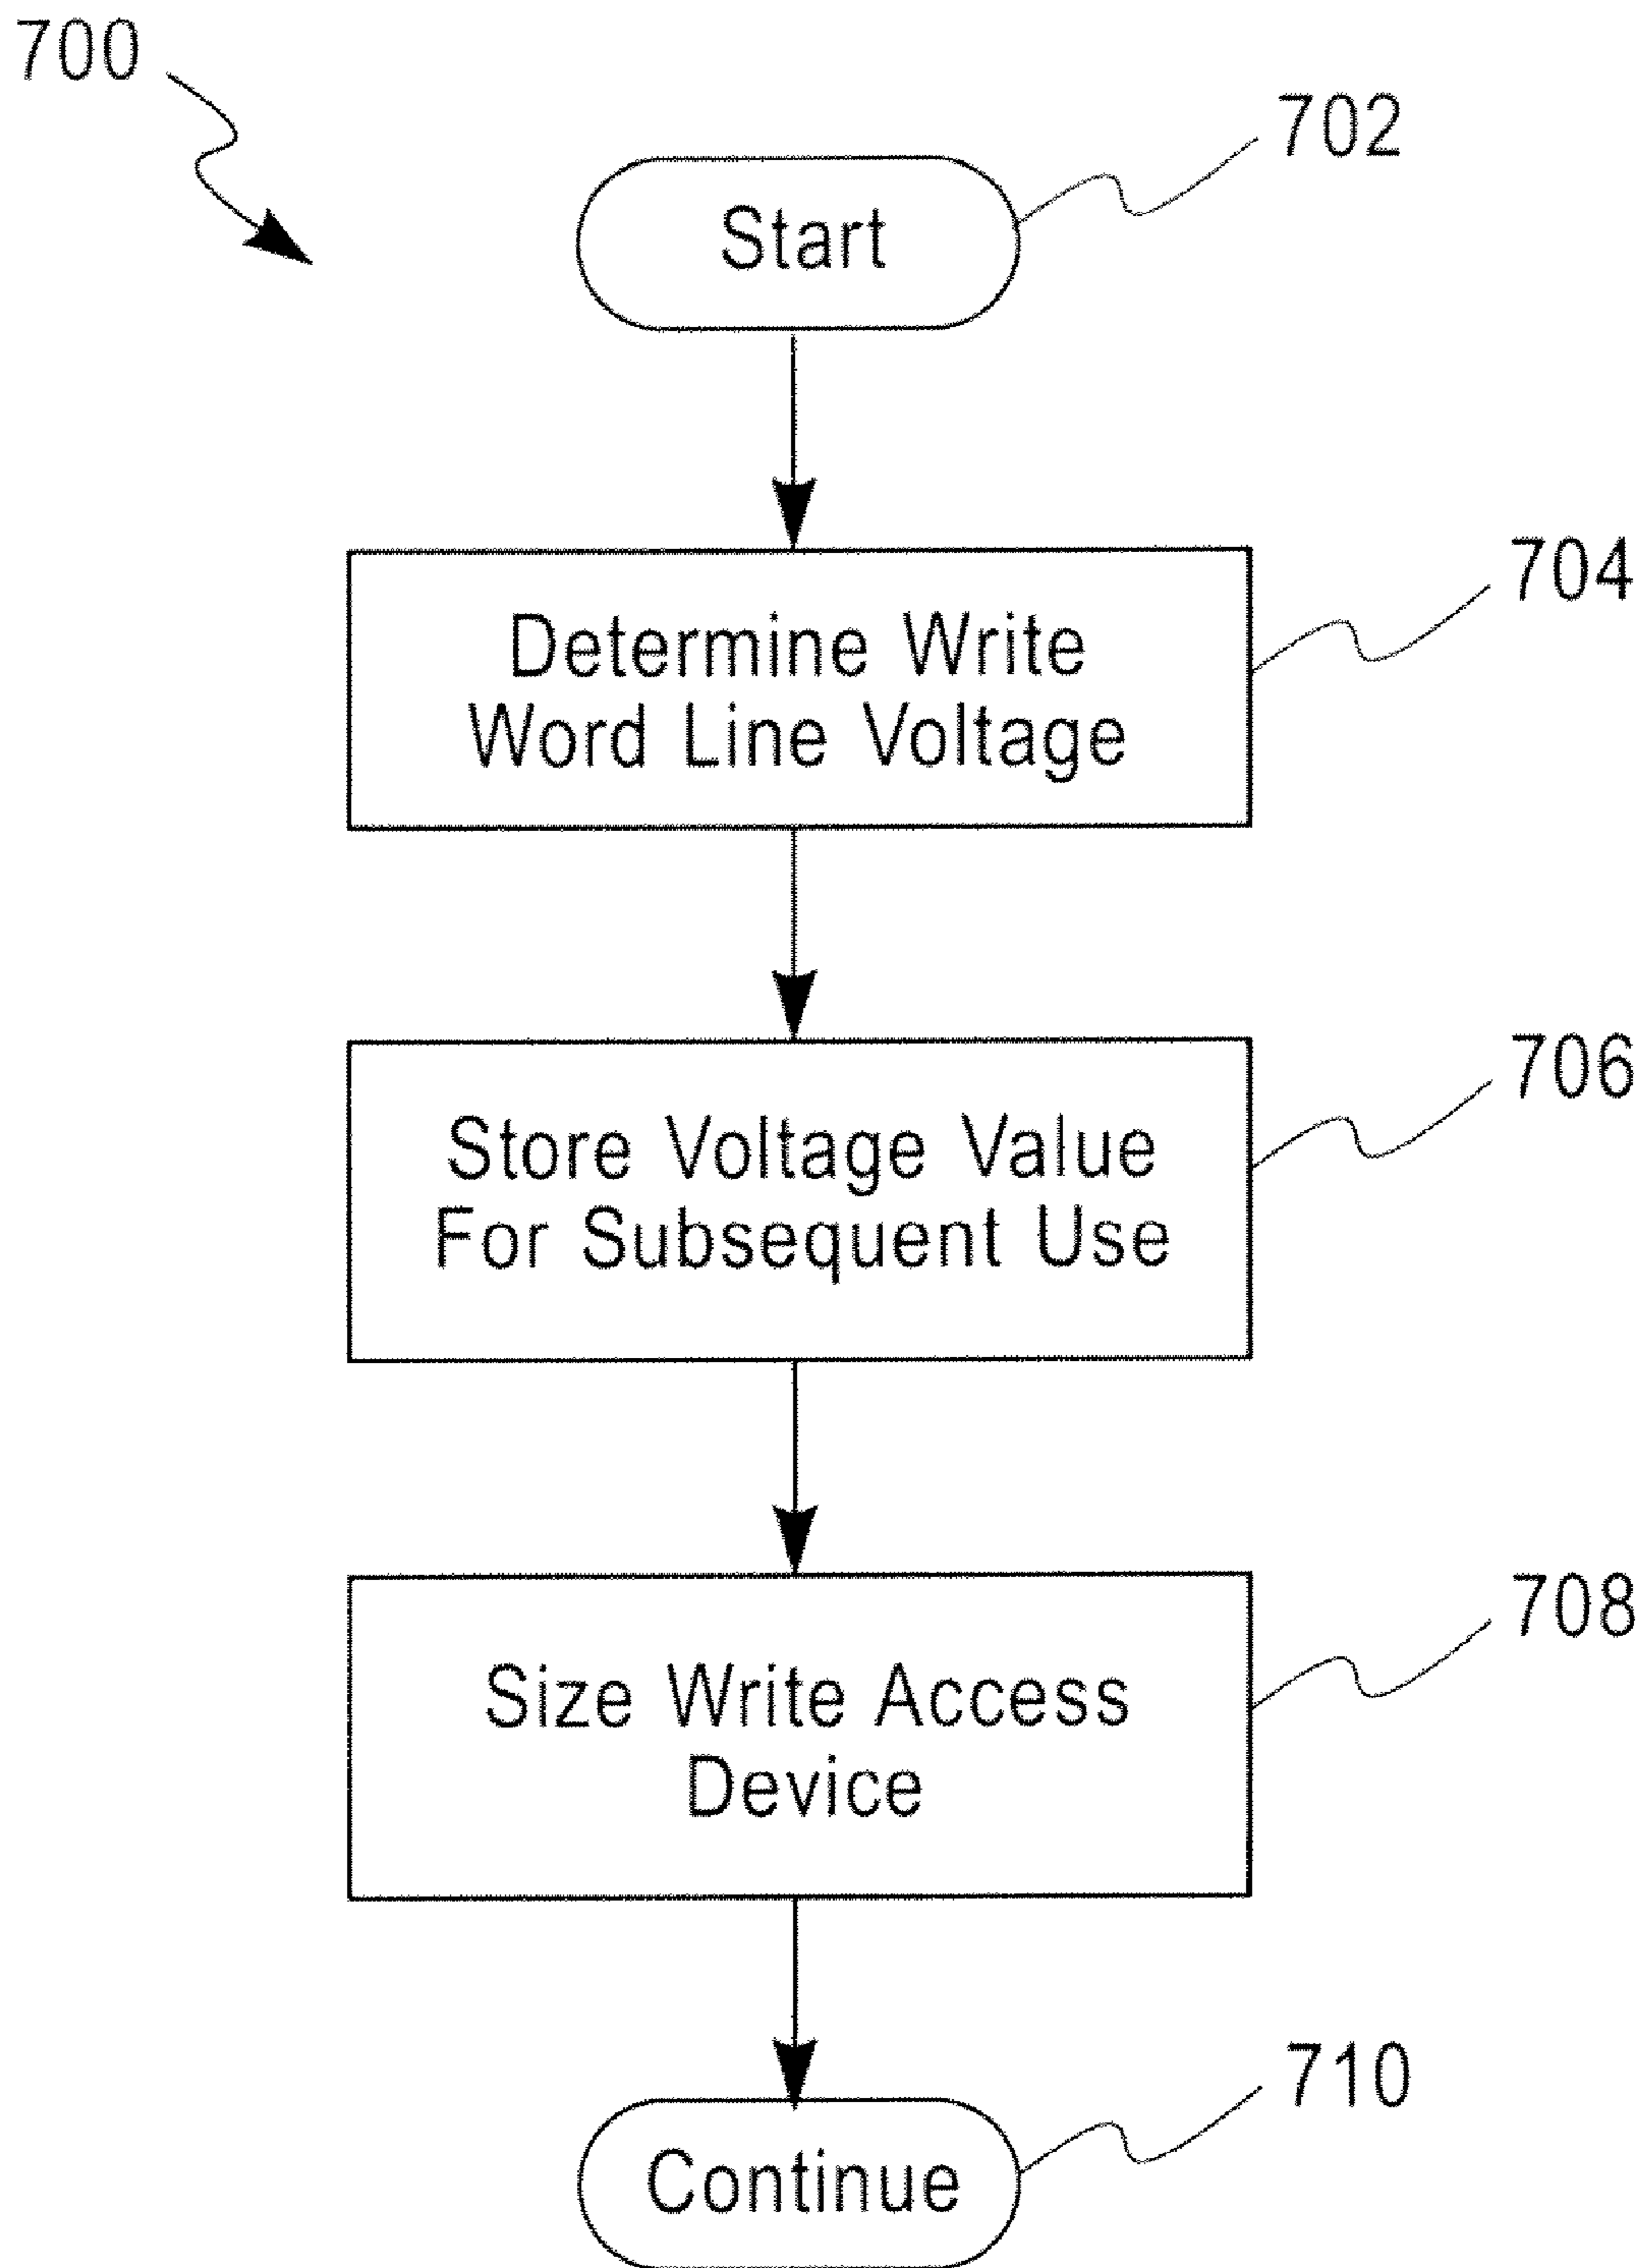 700
702
Start
704
Determine Write
Word Line Voltage
706
Store Voltage Value
For Subsequent Use
708
Size Write Access
Device
710
Continue